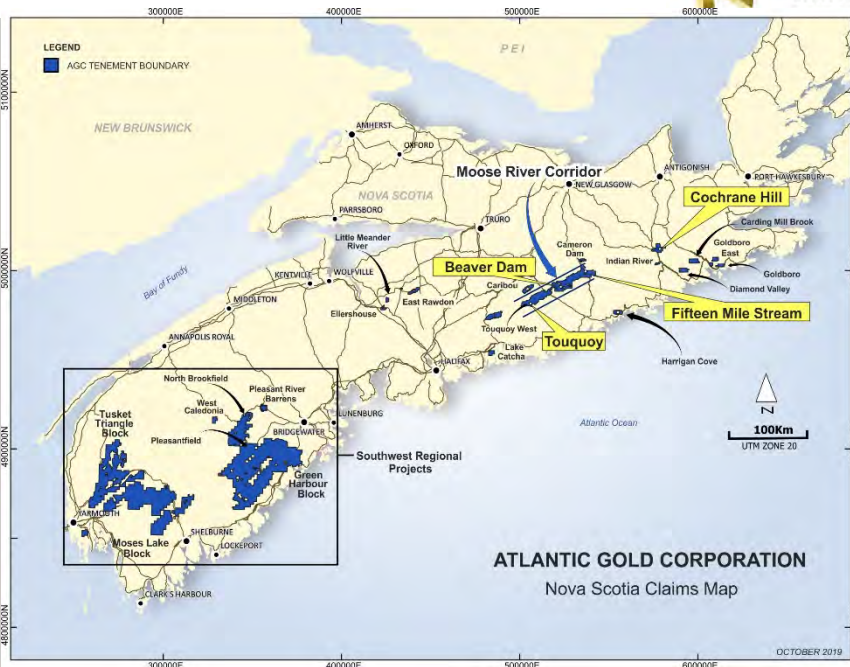 300000E
400000E
500000E
600000E
LEGEND
AGC TENEMENT BOUNDARY
5100000N
5000000N
4900000N
4800000N
PEI
NEW BRUNSWICK
NOVA SCOTIA
AMHERST
OXFORD
PARRSBORO
Moose River Corridor
NEW GLASGOW
ANTIGONISH
PORT HAWKESBURY
TRURO
Cochrane Hill
Carding Mill Brook
Goldboro
East
Goldboro
Diamond Valley
Indian River
Cameron
Dam
Little Meander
River
Beaver Dam
Caribou
KENTVILLE
WOLFVILLE
Bay of Fundy
MIDDLETON
East Rawdon
Ellershouse
Fifteen Mile Stream
Touquoy West
Touquoy
Harrigan Cove
Lake
Catcha
HALIFAX
ANNAPOLIS ROYAL
North Brookfield
Pleasant River
Barrens
West
Caledonia
Pleasantfield
Tusket
Triangle
Block
LUNENBURG
BRIDGEWATER
Southwest Regional
Projects
Green
Harbour
Block
YARMOUTH
Moses Lake
Block
SHELBURNE
LOCKEPORT
CLARK'S HARBOUR
Atlantic Ocean
N
100Km
UTM ZONE 20
ATLANTIC GOLD CORPORATION
Nova Scotia Claims Map
OCTOBER 2019
300000E
400000E
500000E
600000E